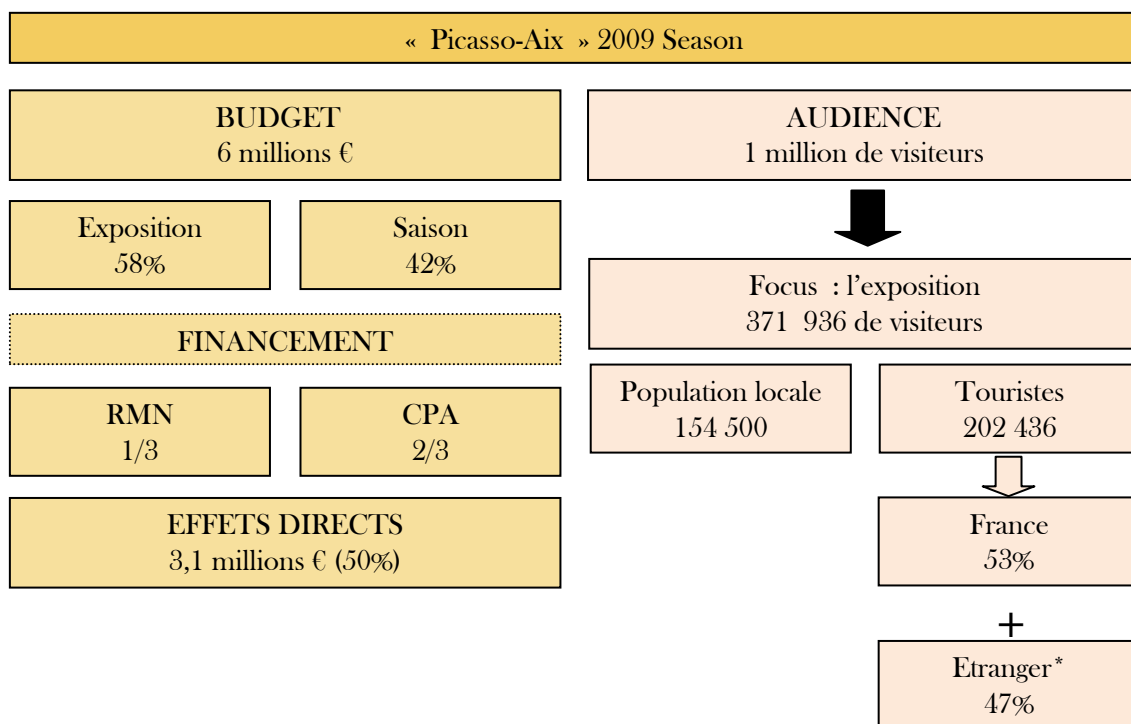 « Picasso-Aix » 2009 Season
BUDGET
6 millions €
Exposition
58%
Saison
42%
FINANCEMENT
RMN
1/3
CPA
2/3
EFFETS DIRECTS
3,1 millions € (50%)
AUDIENCE
1 million de visiteurs
Focus : l'exposition
371 936 de visiteurs
Population locale
154 500
Touristes
202 436
France
53%
+
Etranger*
47%